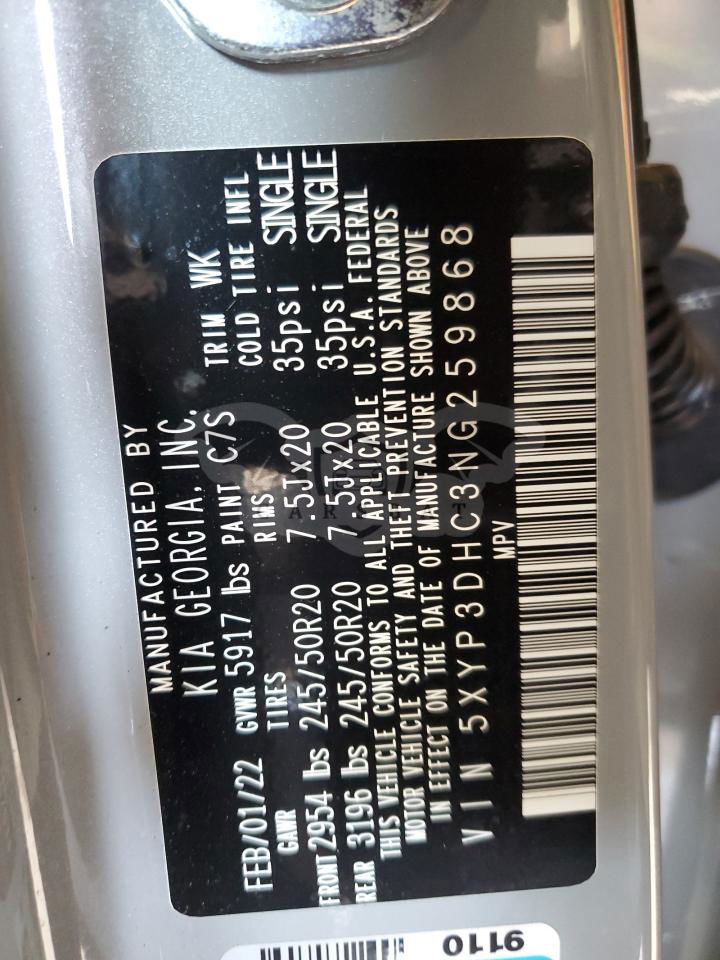 MANUFACTURED BY
KIA GEORGIA, INC.
FEB/01/22 GVWR 5917 lbs PAINT C7S TRIM WK
GAWR TIRES RIMS COLD TIRE INFL
FRONT 2954 lbs 245/50R20 7.5Jx20 35psi SINGLE
REAR 3196 lbs 245/50R20 7.5Jx20 35psi SINGLE
THIS VEHICLE CONFORMS TO ALL APPLICABLE U.S.A. FEDERAL
MOTOR VEHICLE SAFETY AND THEFT PREVENTION STANDARDS
IN EFFECT ON THE DATE OF MANUFACTURE SHOWN ABOVE
VIN 5XYP3DHC3NG259868
MPV
9110